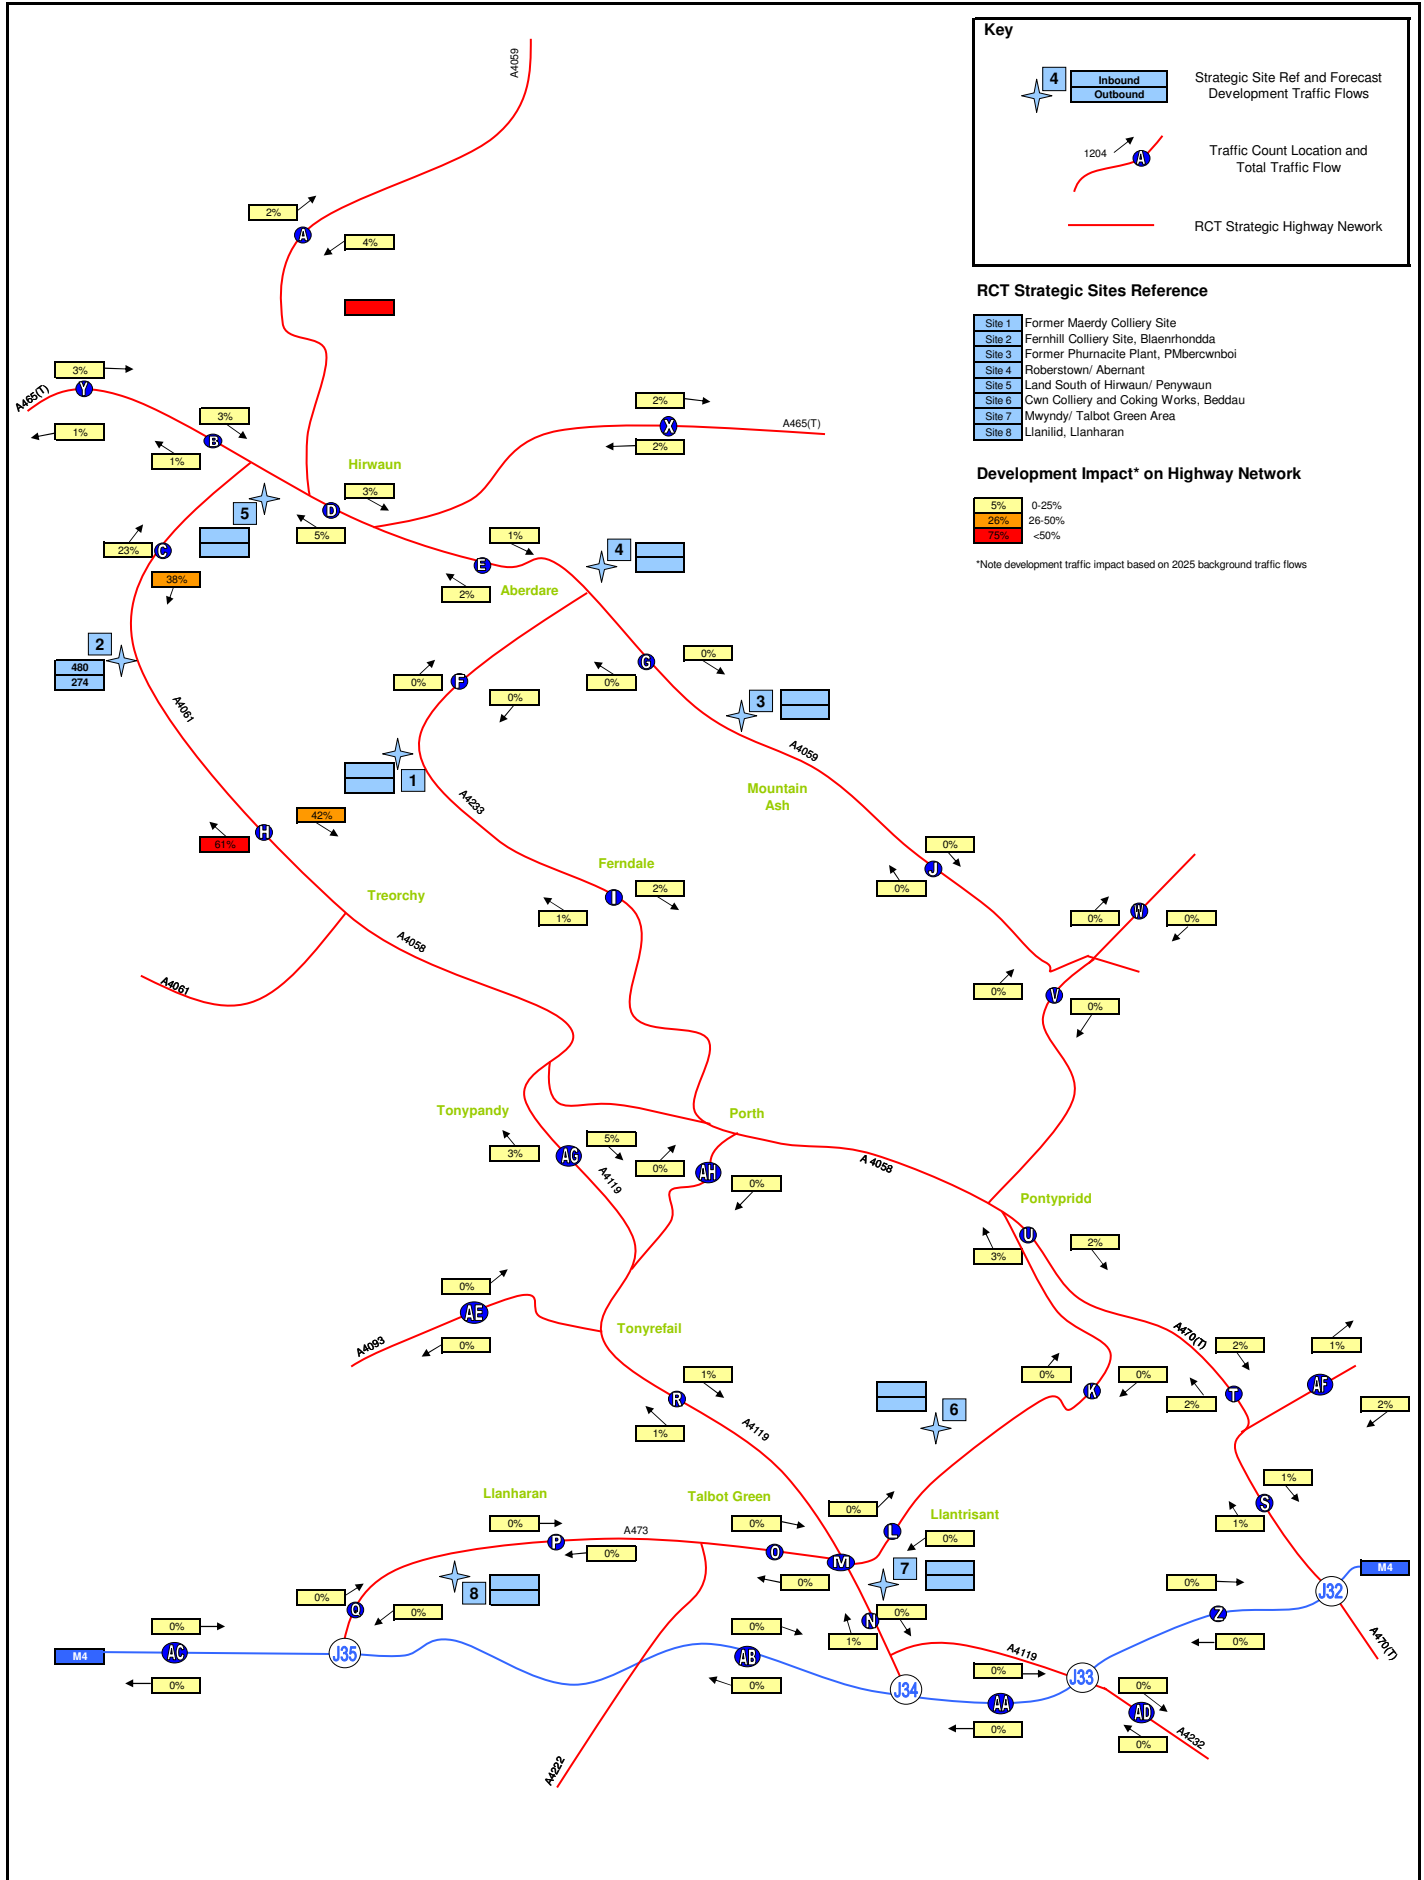 Key
4
Inbound
Outbound
Strategic Site Ref and Forecast
Development Traffic Flows
1204
A
Traffic Count Location and
Total Traffic Flow
RCT Strategic Highway Nework
RCT Strategic Sites Reference
Site 1 Former Maerdy Colliery Site
Site 2 Fernhill Colliery Site, Blaenrhondda
Site 3 Former Phurnacite Plant, PMbercwnboi
Site 4 Roberstown/ Abernant
Site 5 Land South of Hirwaun/ Penywaun
Site 6 Cwn Colliery and Coking Works, Beddau
Site 7 Mwyndy/ Talbot Green Area
Site 8 Llanilid, Llanharan
Development Impact* on Highway Network
5% 0-25%
26% 26-50%
75% <50%
*Note development traffic impact based on 2025 background traffic flows
A4059
2%
A
4%
3%
Y
A465(T)
1%
3%
B
1%
2%
X
A465(T)
2%
Hirwaun
3%
D
5%
5
C
23%
38%
1%
E
2%
4
Aberdare
2
480
274
A4061
0%
F
0%
G
0%
0%
3
A4059
Mountain
Ash
1
A4233
42%
H
61%
Treorchy
Ferndale
I
2%
1%
0%
J
0%
0%
W
0%
A4058
A4061
0%
V
0%
Tonypandy
Porth
3%
AG
5%
A4119
0%
AH
0%
A 4058
Pontypridd
U
3%
2%
0%
AE
0%
A4093
Tonyrefail
1%
R
1%
A4119
6
0%
K
0%
A470(T)
2%
T
2%
1%
AF
2%
1%
S
1%
Llanharan
0%
P
0%
A473
Talbot Green
0%
O
0%
M
0%
L
0%
Llantrisant
7
8
0%
Q
0%
N
0%
1%
0%
Z
0%
J32
M4
A470(T)
M4
0%
AC
0%
J35
0%
AB
0%
J34
A4119
0%
AA
0%
J33
0%
AD
0%
A4232
A4222